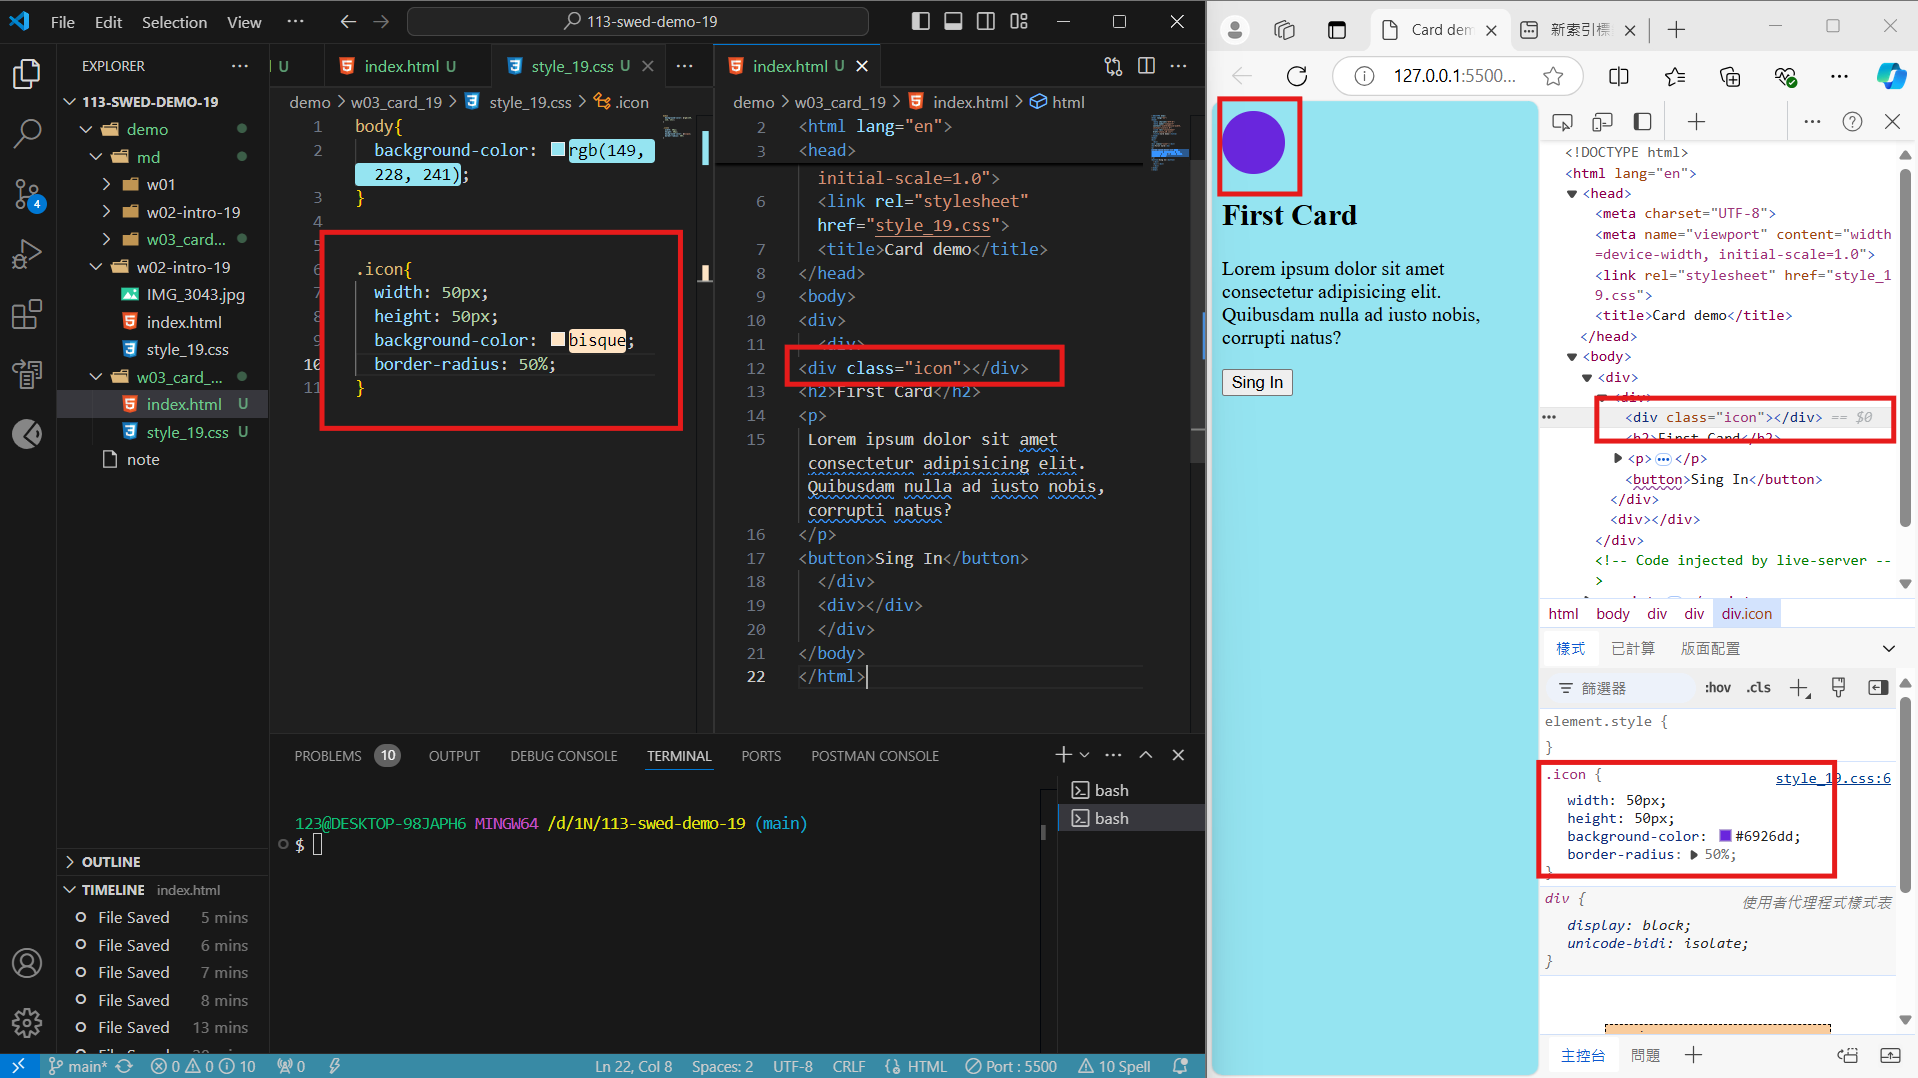 File Edit Selection View ··· 113-swed-demo-19
EXPLORER ···
113-SWED-DEMO-19
demo
md
w01
w02-intro-19
w03_card...
w02-intro-19
IMG_3043.jpg
index.html
style_19.css
w03_card_...
index.html U
style_19.css U
note
OUTLINE
TIMELINE index.html
File Saved 5 mins
File Saved 6 mins
File Saved 7 mins
File Saved 8 mins
File Saved 13 mins
4
U index.html U style_19.css U ···
demo > w03_card_19 > style_19.css > .icon
1 body{
2 background-color: rgb(149,
228, 241);
3 }
4
5
6 .icon{
7 width: 50px;
8 height: 50px;
9 background-color: bisque;
10 border-radius: 50%;
11 }
index.html U ···
demo > w03_card_19 > index.html > html
2 <html lang="en">
3 <head>
initial-scale=1.0">
6 <link rel="stylesheet"
href="style_19.css">
7 <title>Card demo</title>
8 </head>
9 <body>
10 <div>
11 <div>
12 <div class="icon"></div>
13 <h2>First Card</h2>
14 <p>
15 Lorem ipsum dolor sit amet
consectetur adipisicing elit.
Quibusdam nulla ad iusto nobis,
corrupti natus?
16 </p>
17 <button>Sing In</button>
18 </div>
19 <div></div>
20 </div>
21 </body>
22 </html>
PROBLEMS 10 OUTPUT DEBUG CONSOLE TERMINAL PORTS POSTMAN CONSOLE
bash
bash
123@DESKTOP-98JAPH6 MINGW64 /d/1N/113-swed-demo-19 (main)
$
main* 0 0 10 0 Ln 22, Col 8 Spaces: 2 UTF-8 CRLF HTML Port : 5500 10 Spell
Card dem 新索引標
127.0.0.1:5500...
First Card
Lorem ipsum dolor sit amet
consectetur adipisicing elit.
Quibusdam nulla ad iusto nobis,
corrupti natus?
Sing In
<!DOCTYPE html>
<html lang="en">
<head>
<meta charset="UTF-8">
<meta name="viewport" content="width
=device-width, initial-scale=1.0">
<link rel="stylesheet" href="style_1
9.css">
<title>Card demo</title>
</head>
<body>
<div>
<div>
··· <div class="icon"></div> == $0
<h2>First Card</h2>
<p>···</p>
<button>Sing In</button>
</div>
<div></div>
</div>
<!-- Code injected by live-server --
>
html body div div div.icon
樣式 已計算 版面配置
篩選器 :hov .cls
element.style {
}
.icon { style_19.css:6
width: 50px;
height: 50px;
background-color: #6926dd;
border-radius: 50%;
}
div { 使用者代理程式樣式表
display: block;
unicode-bidi: isolate;
}
主控台 問題